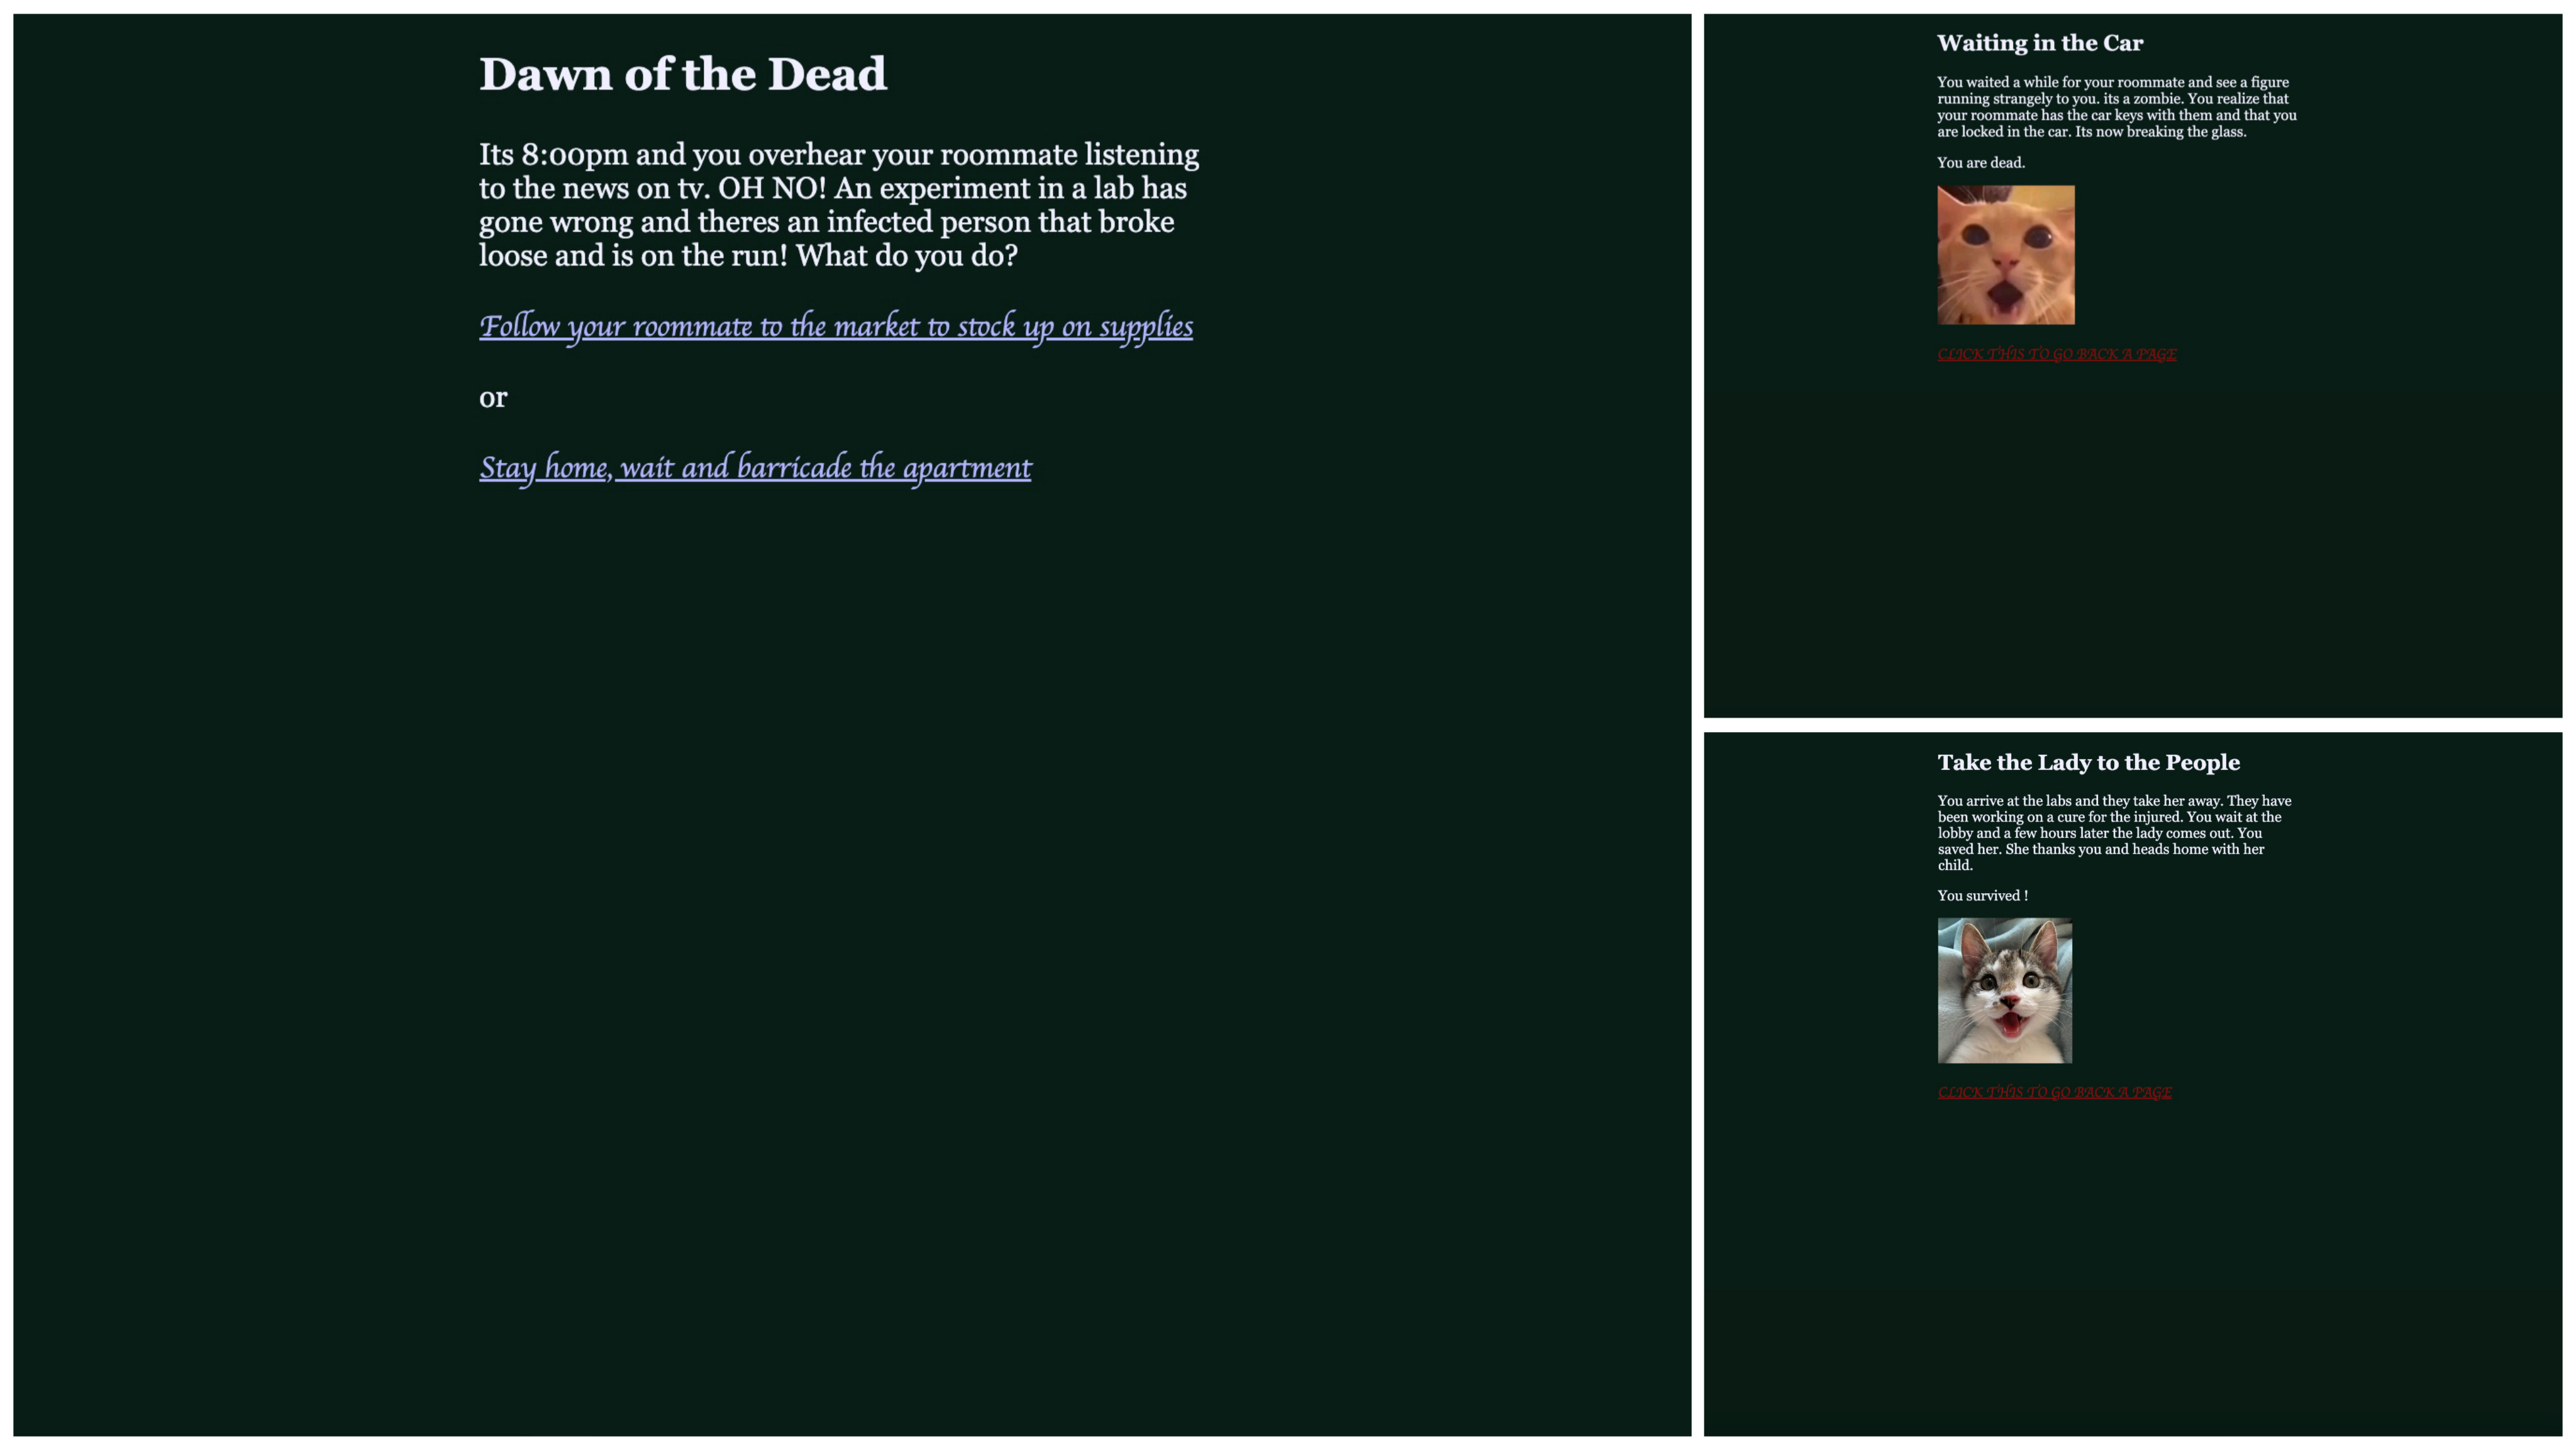 Dawn of the Dead
Its 8:00pm and you overhear your roommate listening
to the news on tv. OH NO! An experiment in a lab has
gone wrong and theres an infected person that broke
loose and is on the run! What do you do?
Follow your roommate to the market to stock up on supplies
or
Stay home, wait and barricade the apartment
Waiting in the Car
You waited a while for your roommate and see a figure
running strangely to you. its a zombie. You realize that
your roommate has the car keys with them and that you
are locked in the car. Its now breaking the glass.
You are dead.
CLICK THIS TO GO BACK A PAGE
Take the Lady to the People
You arrive at the labs and they take her away. They have
been working on a cure for the injured. You wait at the
lobby and a few hours later the lady comes out. You
saved her. She thanks you and heads home with her
child.
You survived !
CLICK THIS TO GO BACK A PAGE